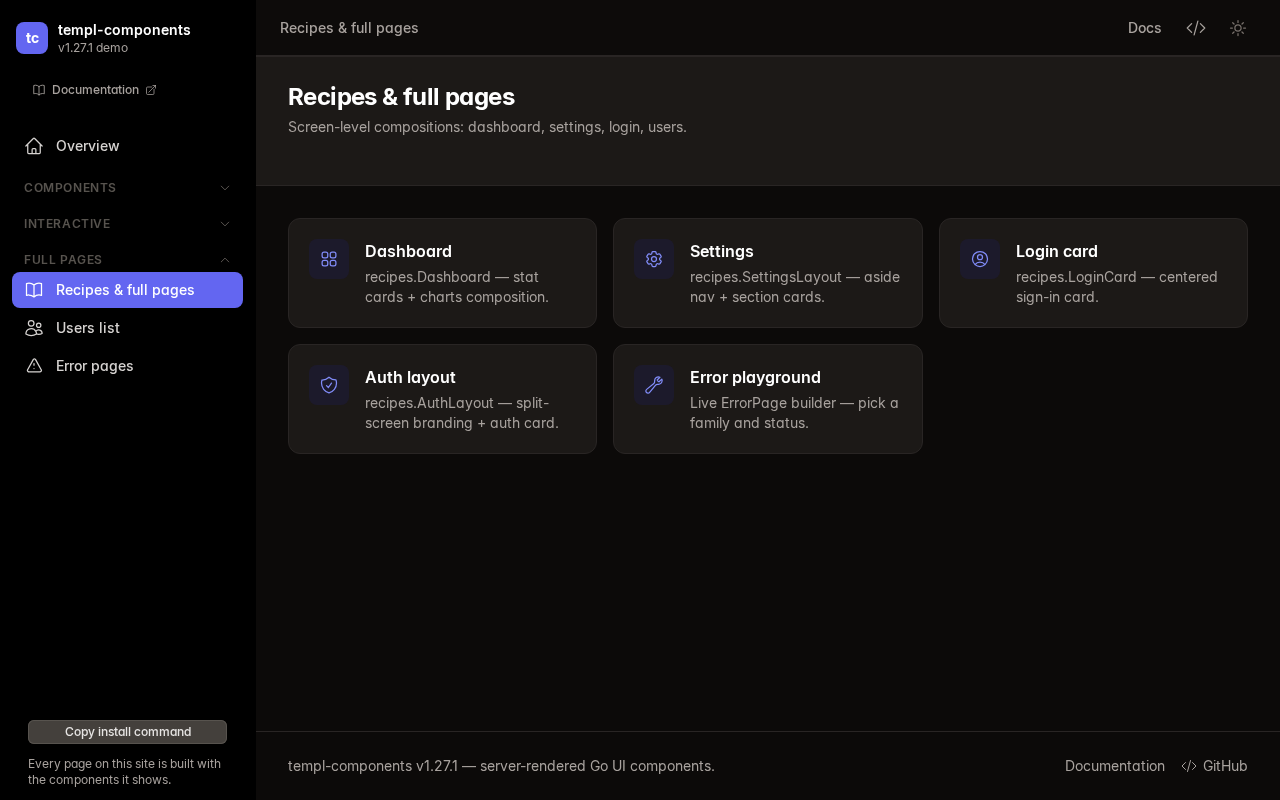 tc
templ-components
v1.27.1 demo
Documentation
Overview
COMPONENTS
INTERACTIVE
FULL PAGES
Recipes & full pages
Users list
Error pages
Copy install command
Every page on this site is built with
the components it shows.
Recipes & full pages
Docs
Recipes & full pages
Screen-level compositions: dashboard, settings, login, users.
Dashboard
recipes.Dashboard — stat
cards + charts composition.
Settings
recipes.SettingsLayout — aside
nav + section cards.
Login card
recipes.LoginCard — centered
sign-in card.
Auth layout
recipes.AuthLayout — split-
screen branding + auth card.
Error playground
Live ErrorPage builder — pick a
family and status.
templ-components v1.27.1 — server-rendered Go UI components.
Documentation
GitHub